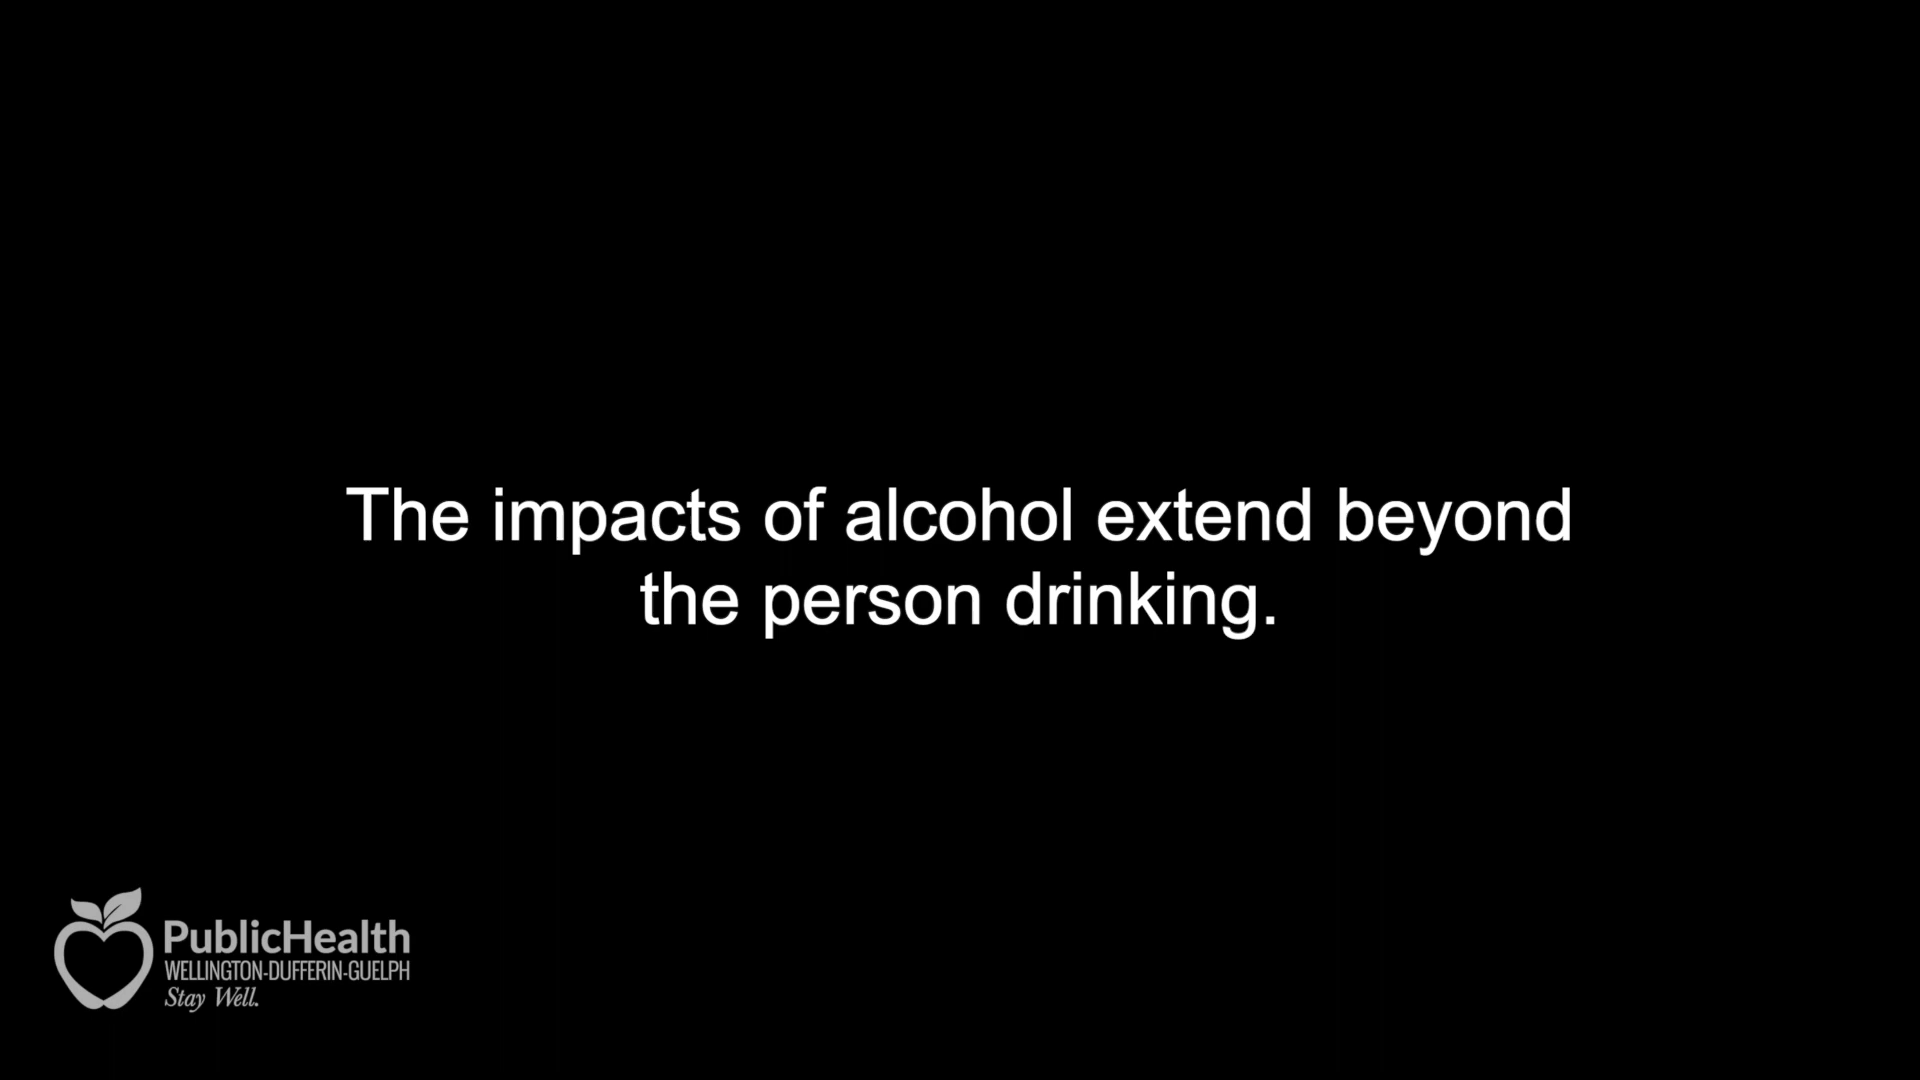 The impacts of alcohol extend beyond
the person drinking.
PublicHealth
WELLINGTON-DUFFERIN-GUELPH
Stay Well.